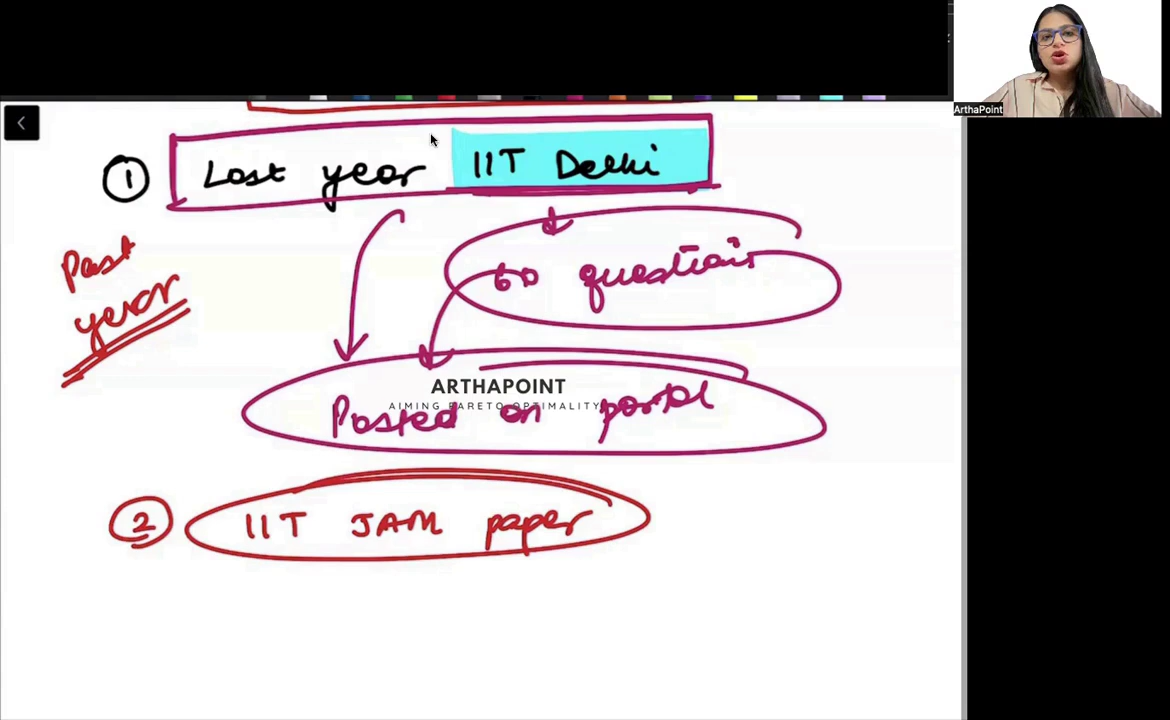 ArthaPoint
1 Last year IIT Delhi
Past year
60 questions
ARTHAPOINT
AIMING PARETO OPTIMALITY
Posted on portal
2 IIT JAM paper